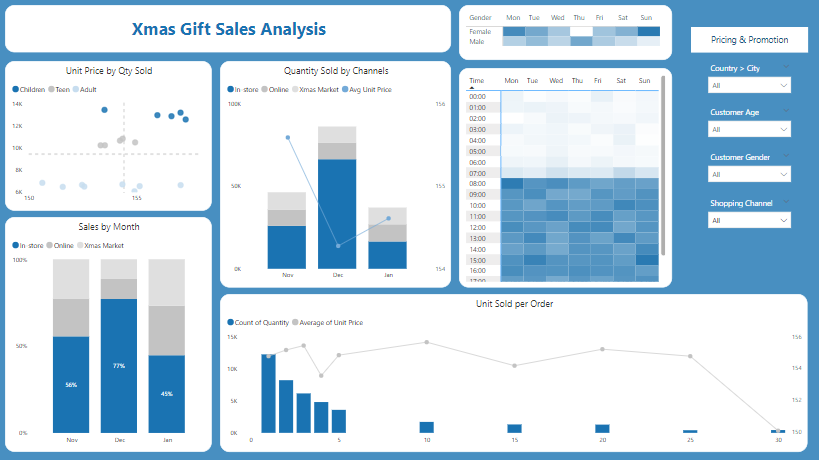 Xmas Gift Sales Analysis
Gender Mon Tue Wed Thu Fri Sat Sun
Female
Male
Pricing & Promotion
Country > City
All
Customer Age
All
Customer Gender
All
Shopping Channel
All
Unit Price by Qty Sold
Children Teen Adult
14K
12K
10K
8K
6K
150 155
Quantity Sold by Channels
In-store Online Xmas Market Avg Unit Price
100K 156
50K 155
0K 154
Nov Dec Jan
Time Mon Tue Wed Thu Fri Sat Sun
00:00
01:00
02:00
03:00
04:00
05:00
06:00
07:00
08:00
09:00
10:00
11:00
12:00
13:00
14:00
15:00
16:00
17:00
Sales by Month
In-store Online Xmas Market
100%
50%
0%
56% 77% 45%
Nov Dec Jan
Unit Sold per Order
Count of Quantity Average of Unit Price
15K 156
10K 154
5K 152
0K 150
0 5 10 15 20 25 30